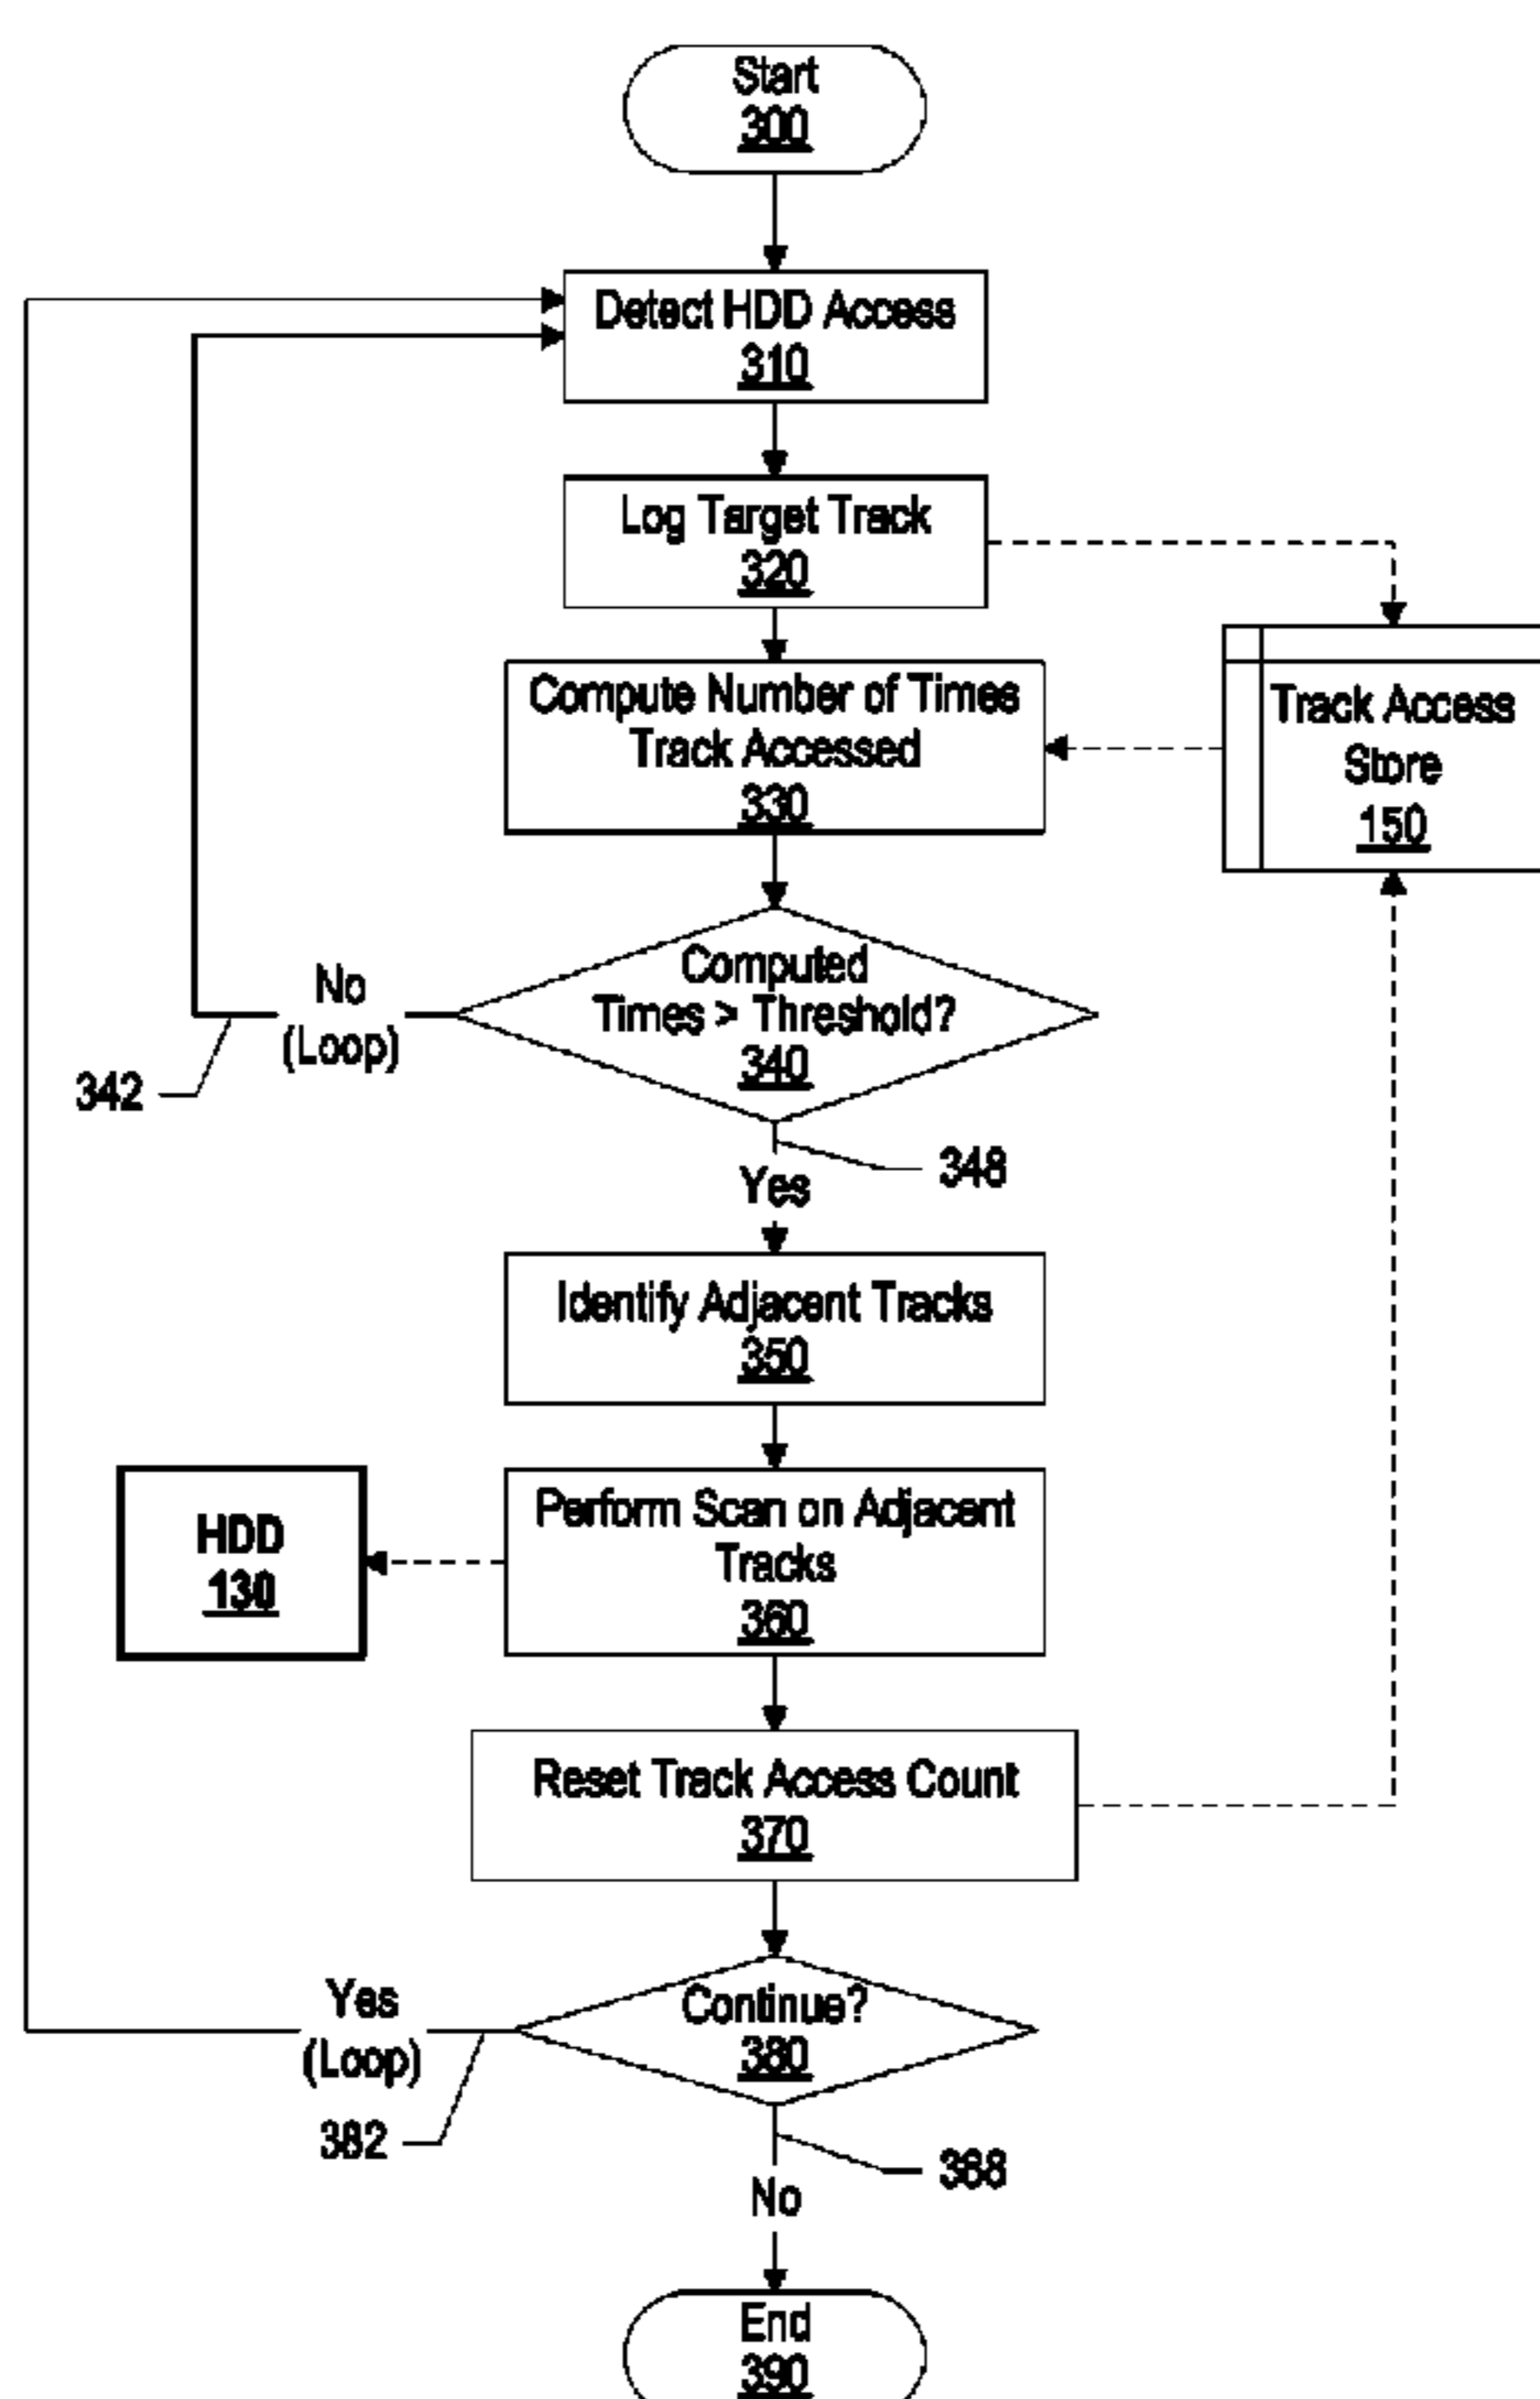 Start
300
Detect HDD Access
310
Log Target Track
320
Compute Number of Times
Track Accessed
330
Track Access
Store
150
Computed
Times > Threshold?
340
No
(Loop)
342
348
Yes
Identify Adjacent Tracks
350
Perform Scan on Adjacent
Tracks
360
HDD
130
Reset Track Access Count
370
Continue?
380
Yes
(Loop)
382
388
No
End
390